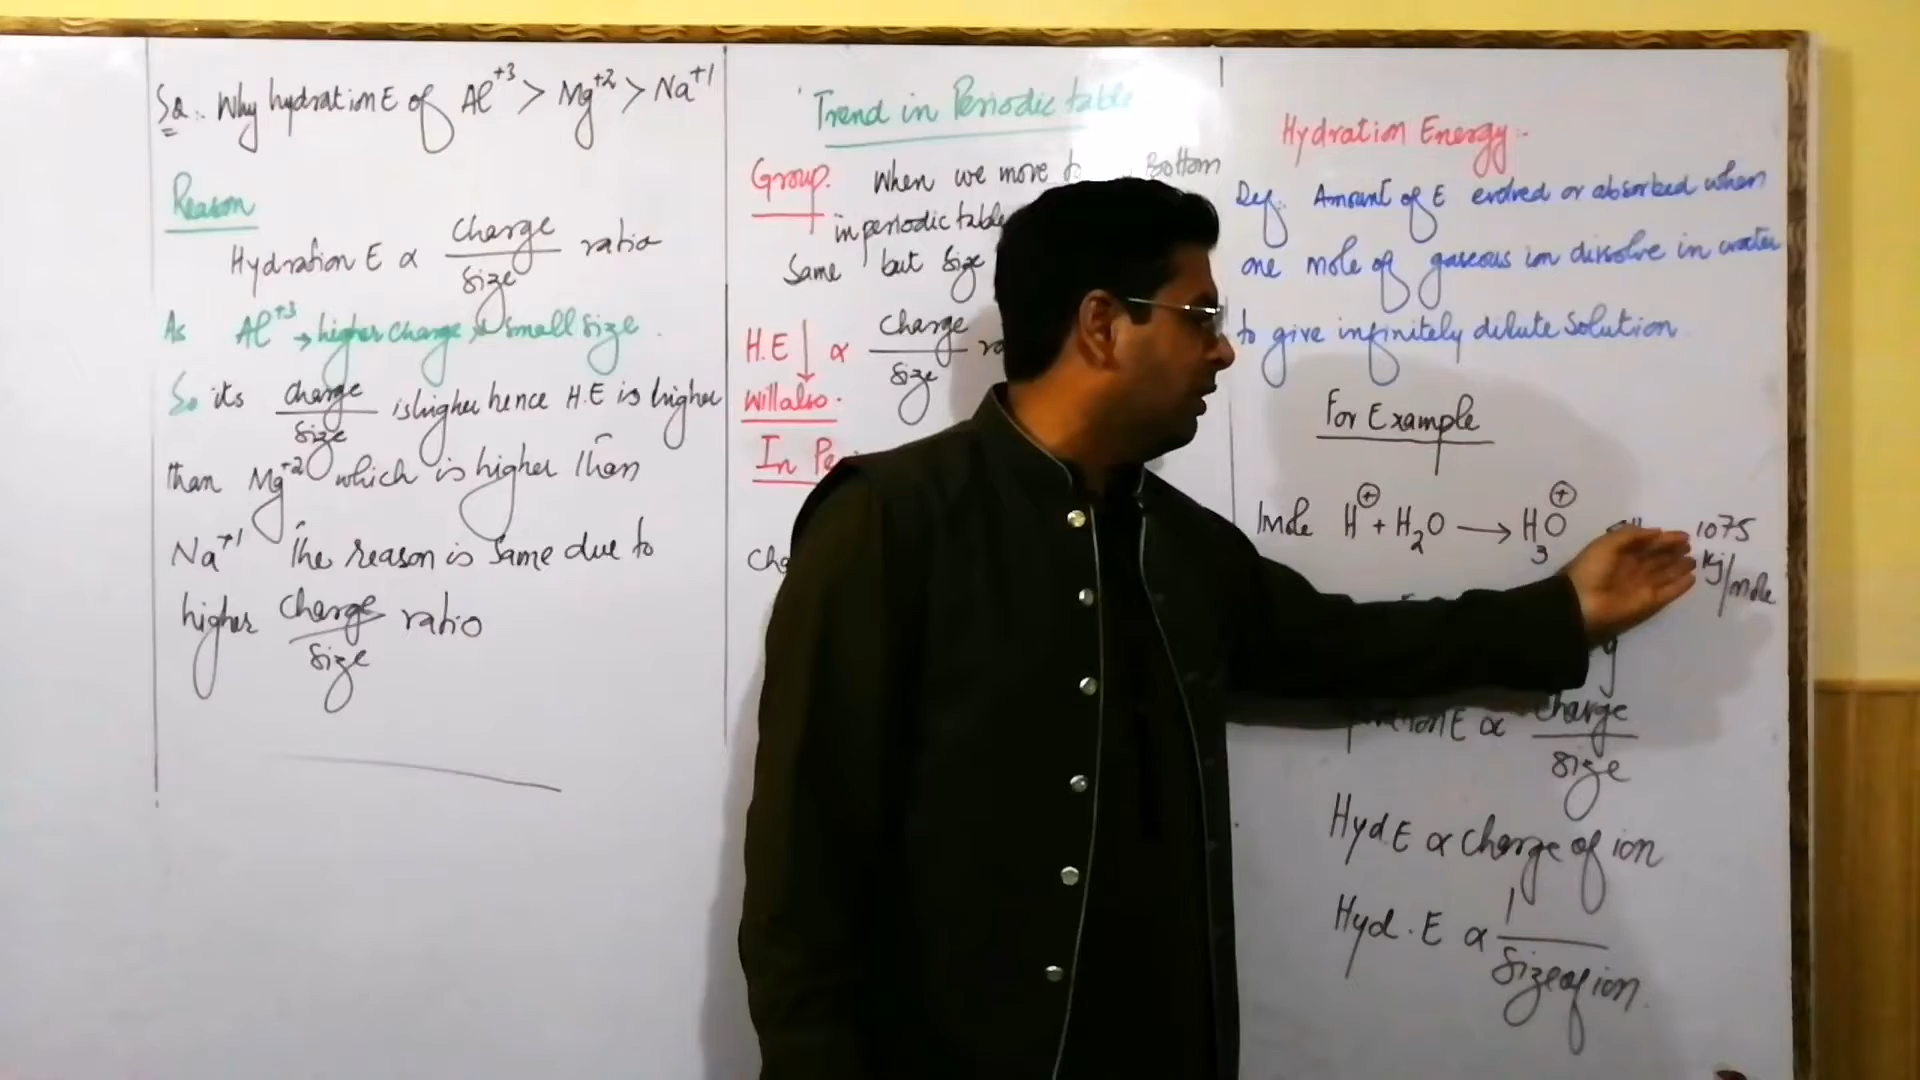 SQ:. Why hydration E of Al+3 > Mg+2 > Na+1
Reason
Hydration E ∝ charge/size ratio
As Al+3 → higher charge & small size.
So its charge/size is higher hence H.E is higher
than Mg+2 which is higher than
Na+1 The reason is same due to
higher charge/size ratio
Trend in Periodic table
Group. When we move Bottom
in periodic table
Same but size
H.E ↓ ∝ charge/size
will also.
In
Hydration Energy:-
Def: Amount of E evolved or absorbed when
one mole of gaseous ion dissolve in water
to give infinitely dilute solution
For Example
1mole H⊕ + H2O → H3O⊕ 1075
Kj/mole
E ∝ charge/size
Hyd.E ∝ charge of ion
Hyd.E ∝ 1/size of ion.